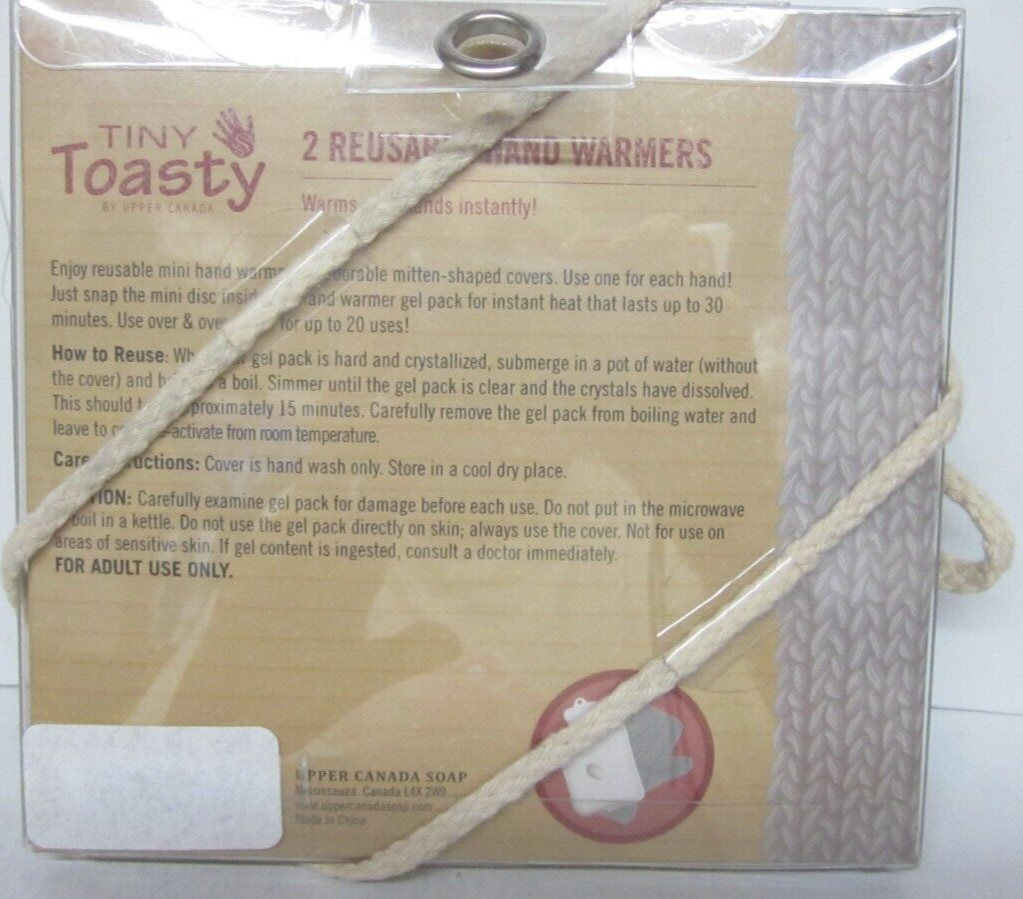 TINY
Toasty
BY UPPER CANADA
2 REUSA HAND WARMERS
Warms nds instantly!
Enjoy reusable mini hand warme orable mitten-shaped covers. Use one for each hand!
Just snap the mini disc insid and warmer gel pack for instant heat that lasts up to 30
minutes. Use over & ove for up to 20 uses!
How to Reuse: Wh r gel pack is hard and crystallized, submerge in a pot of water (without
the cover) and b a boil. Simmer until the gel pack is clear and the crystals have dissolved.
This should t proximately 15 minutes. Carefully remove the gel pack from boiling water and
leave to c -activate from room temperature.
Care uctions: Cover is hand wash only. Store in a cool dry place.
TION: Carefully examine gel pack for damage before each use. Do not put in the microwave
boil in a kettle. Do not use the gel pack directly on skin; always use the cover. Not for use on
areas of sensitive skin. If gel content is ingested, consult a doctor immediately.
FOR ADULT USE ONLY.
UPPER CANADA SOAP
Mississauga, Canada L4X 2W9
www.uppercanadasoap.com
Made in China